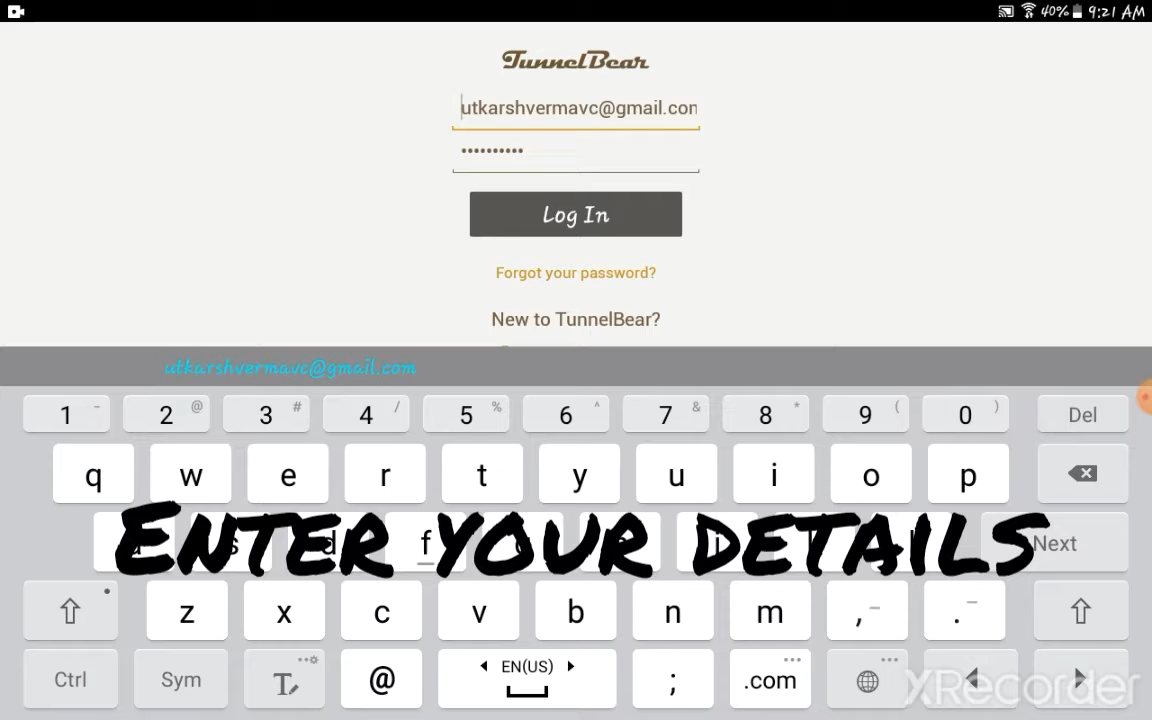 40% 9:21 AM
TunnelBear
utkarshvermavc@gmail.con
••••••••••
Log In
Forgot your password?
New to TunnelBear?
utkarshvermavc@gmail.com
1 - 2 @ 3 # 4 / 5 % 6 ^ 7 & 8 * 9 ( 0 ) Del
q w e r t y u i o p
ENTER YOUR DETAILS
f Next
z x c v b n m , .
Ctrl Sym T @ EN(US) ; .com
XRecorder